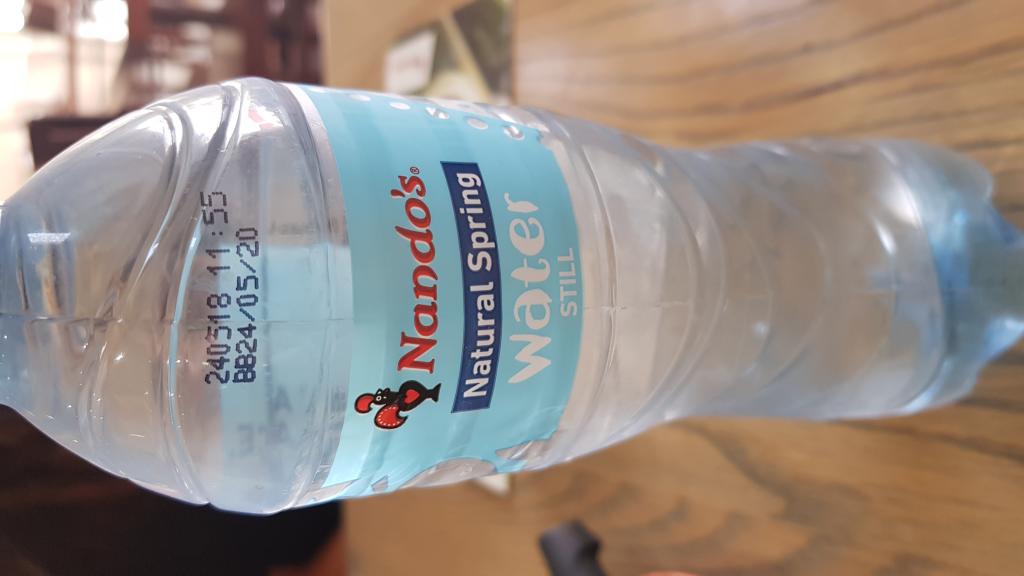 240318 11:55
BB24/05/20
Nando's®
Natural Spring
Water
STILL